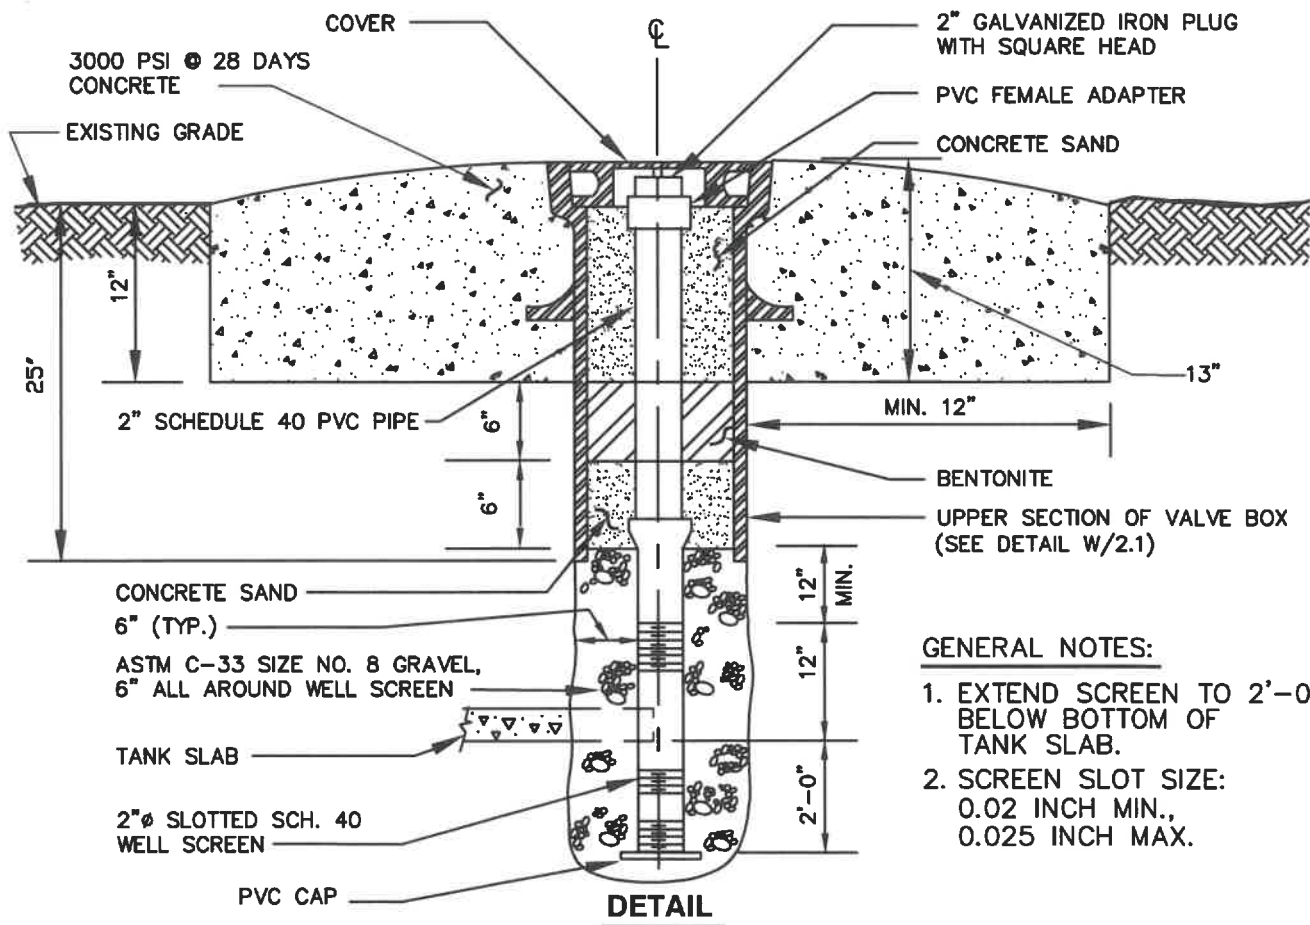 COVER
℄
2" GALVANIZED IRON PLUG
WITH SQUARE HEAD
3000 PSI @ 28 DAYS
CONCRETE
PVC FEMALE ADAPTER
EXISTING GRADE
CONCRETE SAND
12"
25"
13"
2" SCHEDULE 40 PVC PIPE
6"
MIN. 12"
BENTONITE
6"
UPPER SECTION OF VALVE BOX
(SEE DETAIL W/2.1)
CONCRETE SAND
12"
MIN.
6" (TYP.)
ASTM C-33 SIZE NO. 8 GRAVEL,
6" ALL AROUND WELL SCREEN
12"
TANK SLAB
2'-0"
2"ø SLOTTED SCH. 40
WELL SCREEN
PVC CAP
GENERAL NOTES:
1. EXTEND SCREEN TO 2'-0
BELOW BOTTOM OF
TANK SLAB.
2. SCREEN SLOT SIZE:
0.02 INCH MIN.,
0.025 INCH MAX.
DETAIL